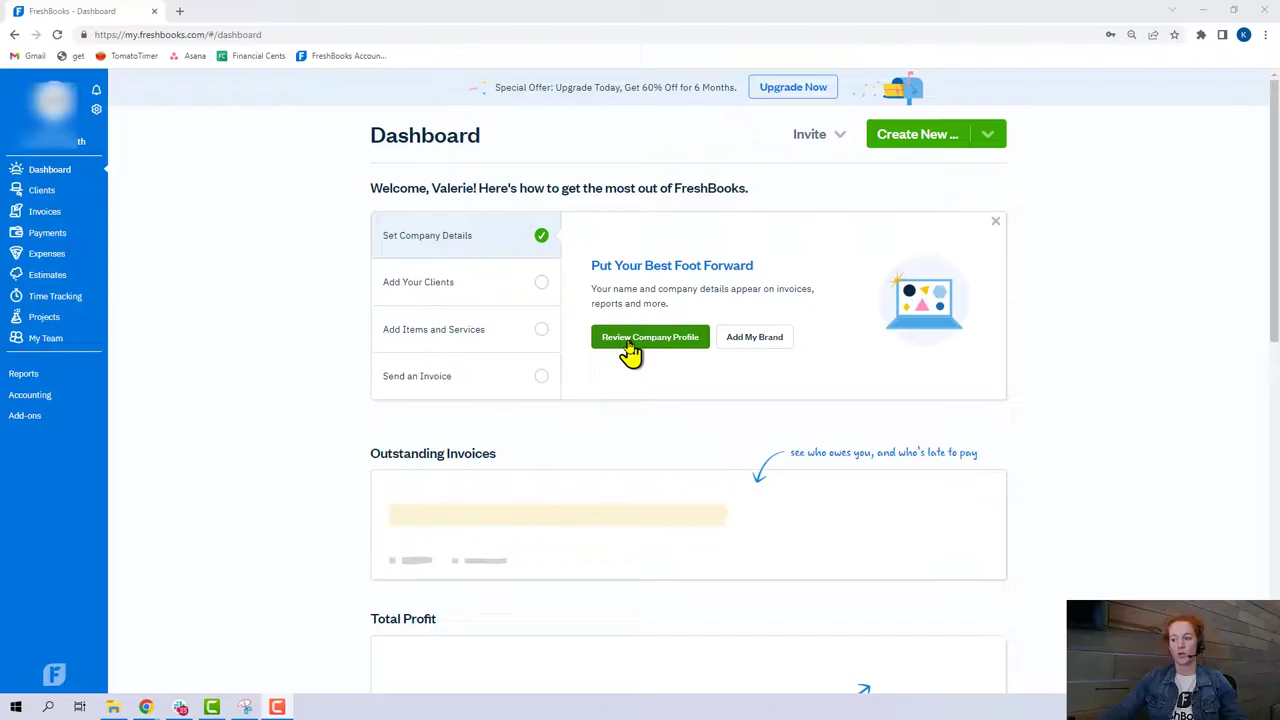 FreshBooks - Dashboard
https://my.freshbooks.com/#/dashboard
K
Gmail
get
TomatoTimer
Asana
Financial Cents
FreshBooks Accoun...
Special Offer: Upgrade Today, Get 60% Off for 6 Months.
Upgrade Now
th
Dashboard
Clients
Invoices
Payments
Expenses
Estimates
Time Tracking
Projects
My Team
Reports
Accounting
Add-ons
Dashboard
Invite
Create New ...
Welcome, Valerie! Here's how to get the most out of FreshBooks.
Set Company Details
Add Your Clients
Add Items and Services
Send an Invoice
Put Your Best Foot Forward
Your name and company details appear on invoices,
reports and more.
Review Company Profile
Add My Brand
Outstanding Invoices
see who owes you, and who's late to pay
Total Profit